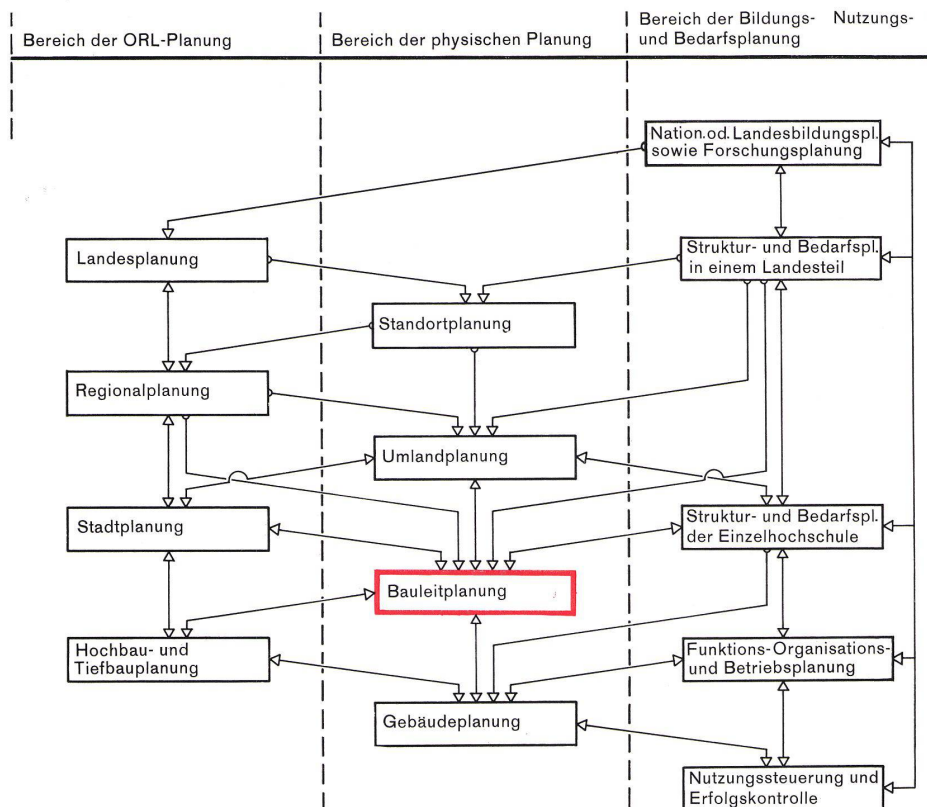 Bereich der ORL-Planung
Bereich der physischen Planung
Bereich der Bildungs- Nutzungs-
und Bedarfsplanung
Nation.od.Landesbildungspl.
sowie Forschungsplanung
Landesplanung
Struktur- und Bedarfspl.
in einem Landesteil
Standortplanung
Regionalplanung
Umlandplanung
Stadtplanung
Struktur- und Bedarfspl.
der Einzelhochschule
Bauleitplanung
Hochbau- und
Tiefbauplanung
Funktions-Organisations-
und Betriebsplanung
Gebäudeplanung
Nutzungssteuerung und
Erfolgskontrolle